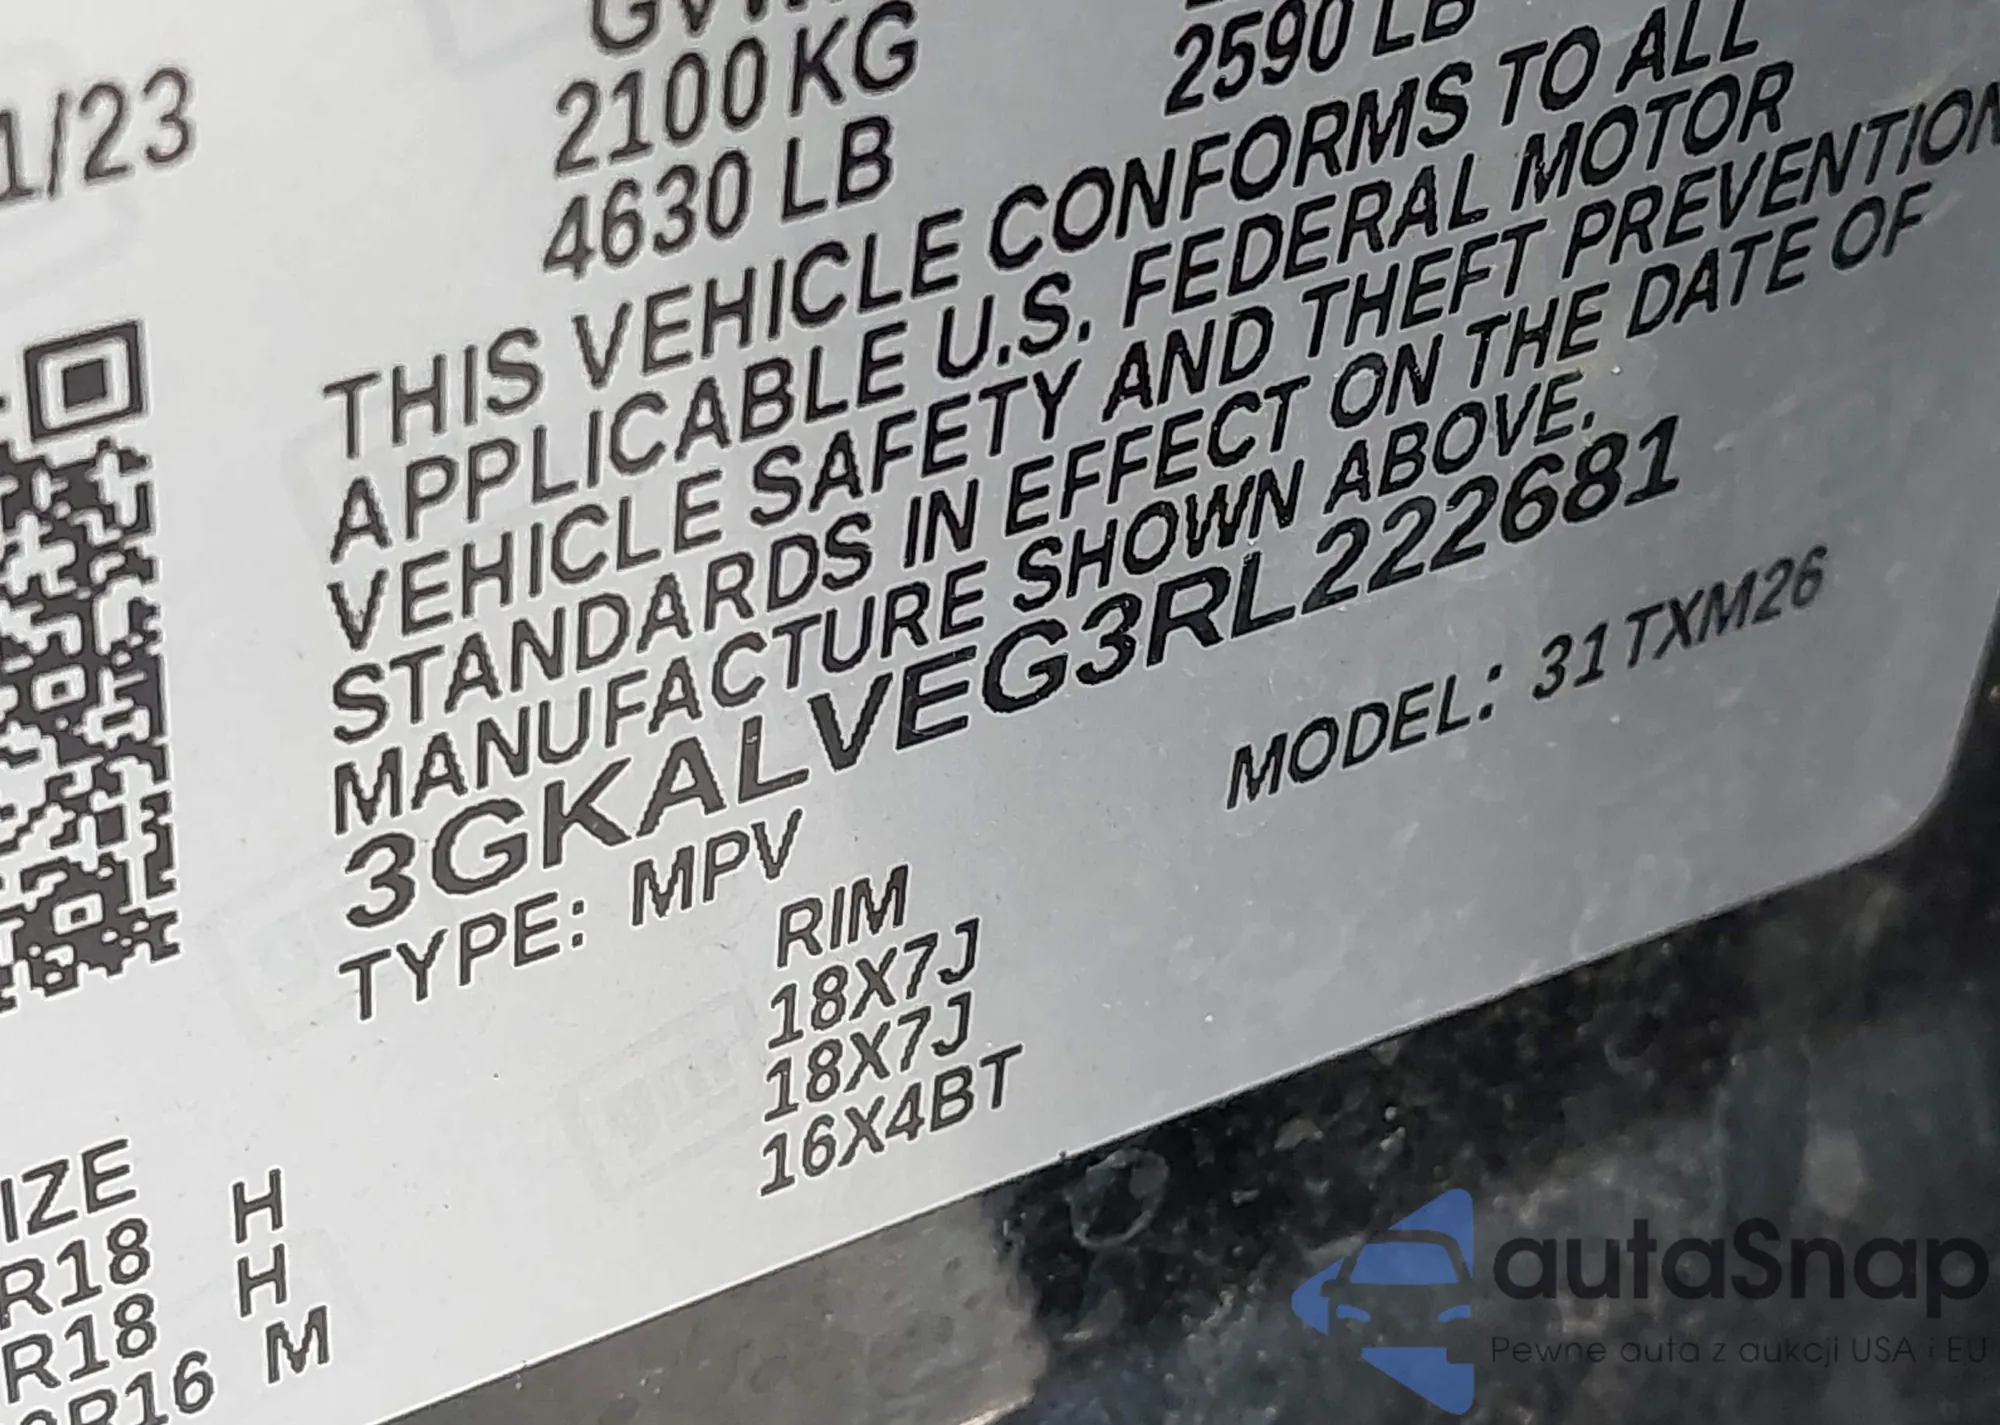 1/23
2100 KG
4630 LB
2590 LB
THIS VEHICLE CONFORMS TO ALL
APPLICABLE U.S. FEDERAL MOTOR
VEHICLE SAFETY AND THEFT PREVENTION
STANDARDS IN EFFECT ON THE DATE OF
MANUFACTURE SHOWN ABOVE.
3GKALVEG3RL222681
TYPE: MPV
MODEL: 31TXM26
RIM
18X7J
18X7J
16X4BT
IZE
R18 H
R18 H
R16 M
autaSnap
Pewne auta z aukcji USA i EU